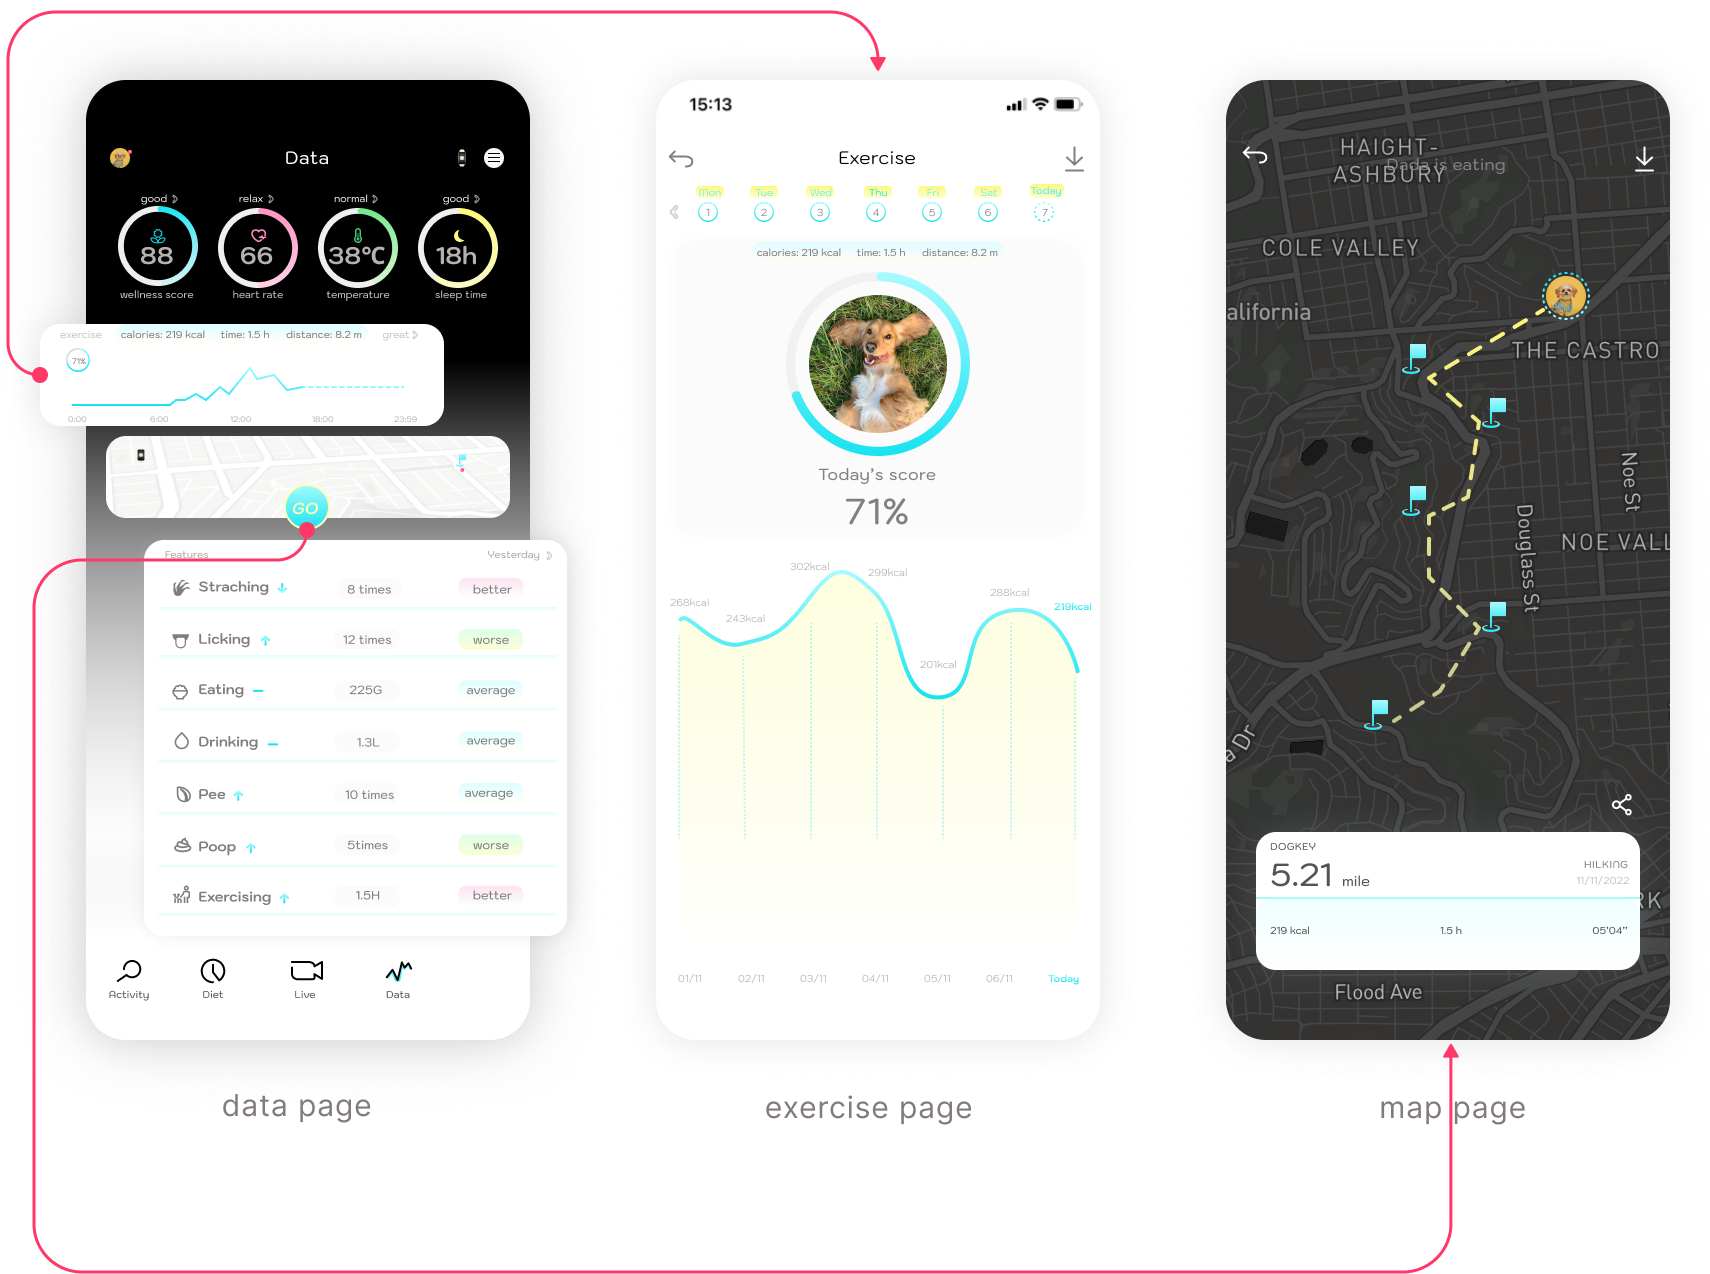 Data
good
relax
normal
good
88
66
38℃
18h
wellness score
heart rate
temperature
sleep time
exercise
calories: 219 kcal
time: 1.5 h
distance: 8.2 m
great
71%
0:00
6:00
12:00
18:00
23:59
GO
Features
Yesterday
Straching
8 times
better
Licking
12 times
worse
Eating
225G
average
Drinking
1.3L
average
Pee
10 times
average
Poop
5times
worse
Exercising
1.5H
better
Activity
Diet
Live
Data
data page
15:13
Exercise
Mon
Tue
Wed
Thu
Fri
Sat
Today
1
2
3
4
5
6
7
calories: 219 kcal
time: 1.5 h
distance: 8.2 m
Today's score
71%
302kcal
299kcal
268kcal
243kcal
288kcal
219kcal
201kcal
01/11
02/11
03/11
04/11
05/11
06/11
Today
exercise page
HAIGHT-
ASHBURY
Dada is eating
COLE VALLEY
alifornia
THE CASTRO
Noe St
Douglass St
NOE VALL
a Dr
DOGKEY
5.21 mile
HILKING
11/11/2022
RK
219 kcal
1.5 h
05'04"
Flood Ave
map page